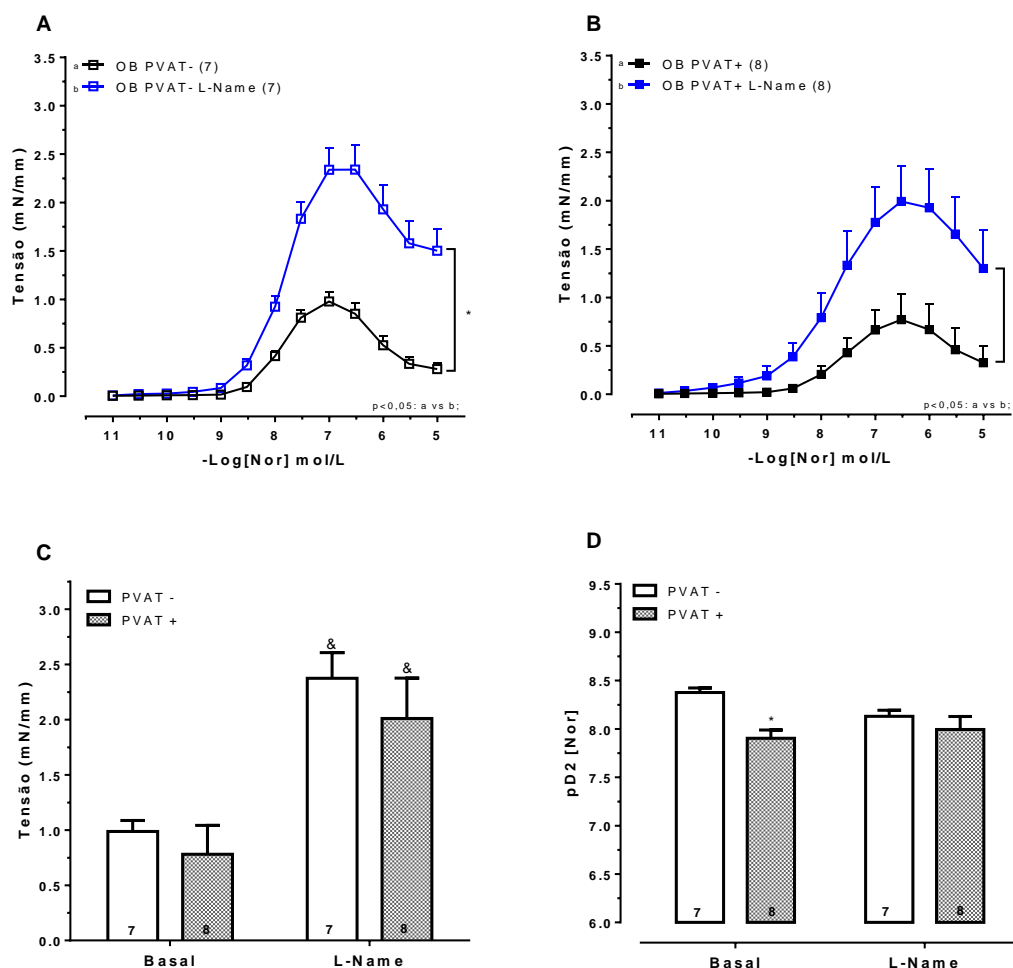 A
a OB PVAT- (7)
b OB PVAT- L-Name (7)
3.5
3.0
2.5
2.0
1.5
1.0
0.5
0.0
Tensão (mN/mm)
*
p<0,05: a vs b;
11 10 9 8 7 6 5
-Log[Nor] mol/L
B
a OB PVAT+ (8)
b OB PVAT+ L-Name (8)
3.5
3.0
2.5
2.0
1.5
1.0
0.5
0.0
Tensão (mN/mm)
p<0,05: a vs b;
11 10 9 8 7 6 5
-Log[Nor] mol/L
C
PVAT -
PVAT +
3.0
2.5
2.0
1.5
1.0
0.5
0.0
Tensão (mN/mm)
& &
7 8 7 8
Basal L-Name
D
PVAT -
PVAT +
9.5
9.0
8.5
8.0
7.5
7.0
6.5
6.0
pD2 [Nor]
*
7 8 7 8
Basal L-Name